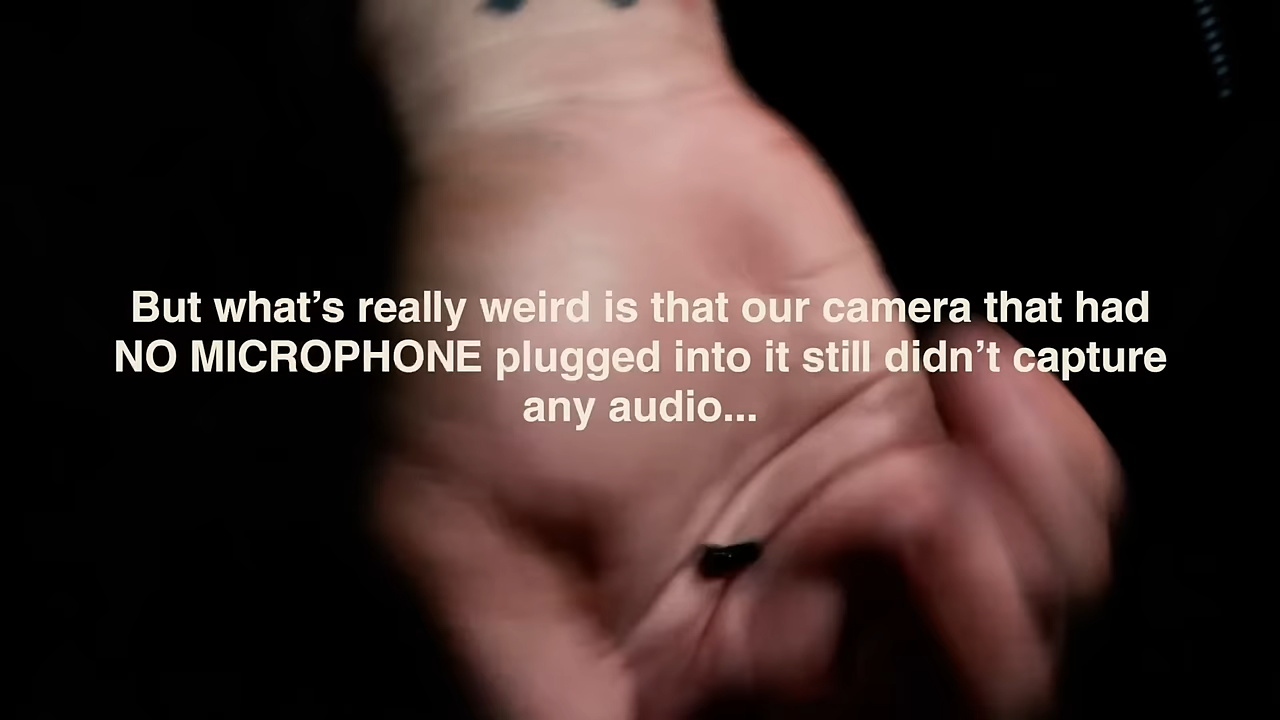 But what’s really weird is that our camera that had
NO MICROPHONE plugged into it still didn’t capture
any audio...